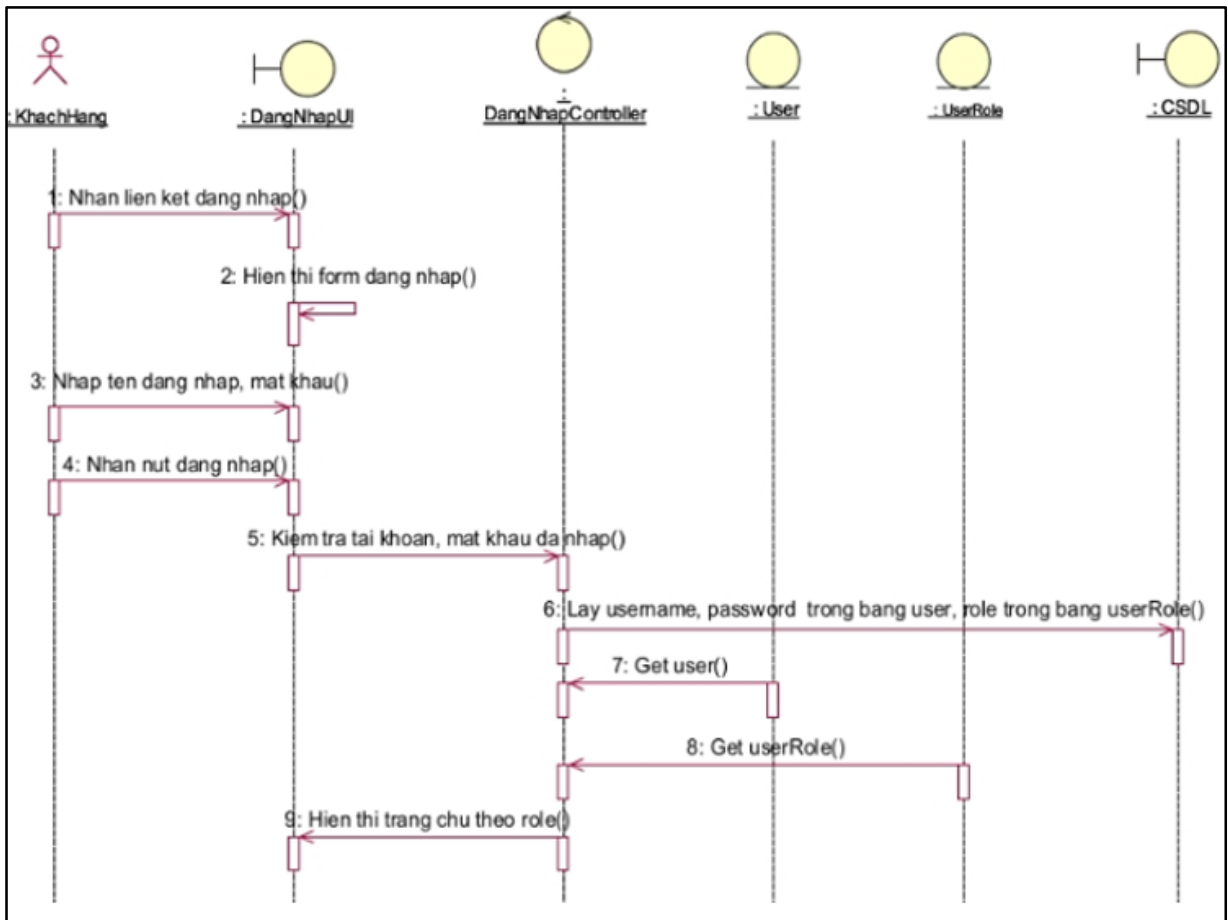 : KhachHang
: DangNhapUI
:
DangNhapController
: User
: UserRole
: CSDL
1: Nhan lien ket dang nhap()
2: Hien thi form dang nhap()
3: Nhap ten dang nhap, mat khau()
4: Nhan nut dang nhap()
5: Kiem tra tai khoan, mat khau da nhap()
6: Lay username, password trong bang user, role trong bang userRole()
7: Get user()
8: Get userRole()
9: Hien thi trang chu theo role()